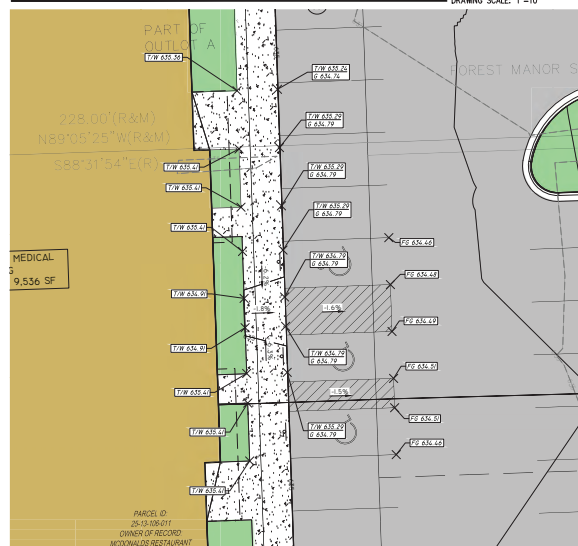 DRAWING SCALE: 1"=10'
PART OF
OUTLOT A
T/W 635.36
T/W 635.24
G 634.74
FOREST MANOR S
228.00'(R&M)
N89°05'25"W(R&M)
S88°31'54"E(R)
T/W 635.29
G 634.79
T/W 635.41
T/W 635.29
G 634.79
T/W 635.41
T/W 635.29
G 634.79
T/W 635.41
FG 634.46
MEDICAL
G
9,536 SF
T/W 634.79
G 634.79
FG 634.48
T/W 634.91
-1.8%
-1.6%
FG 634.49
T/W 634.91
T/W 634.79
G 634.79
FG 634.51
T/W 635.41
-1.5%
FG 634.51
T/W 635.29
G 634.79
T/W 635.41
FG 634.46
T/W 635.41
PARCEL ID:
25-13-106-011
OWNER OF RECORD:
MCDONALDS RESTAURANT